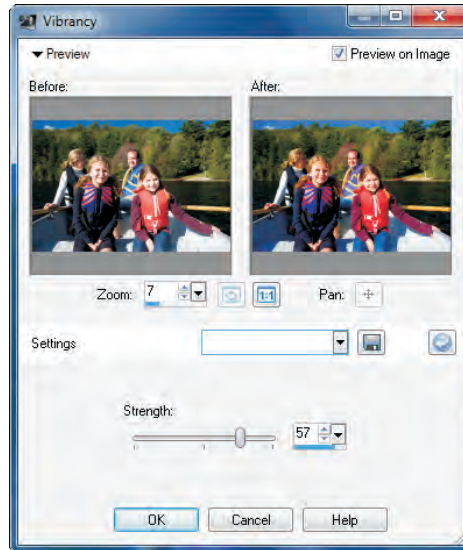 Vibrancy
Preview
Preview on Image
Before:
After:
Zoom: 7
1:1
Pan:
Settings
Strength:
57
OK
Cancel
Help